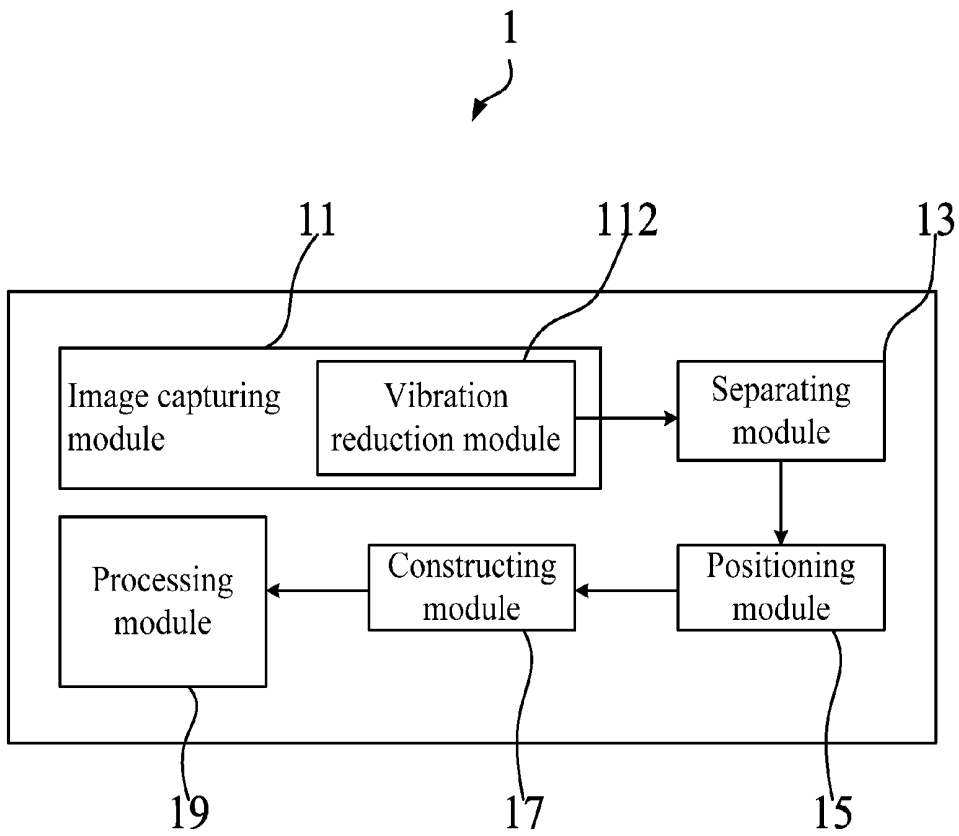 1
11
112
13
Image capturing
module
Vibration
reduction module
Separating
module
Processing
module
Constructing
module
Positioning
module
19
17
15